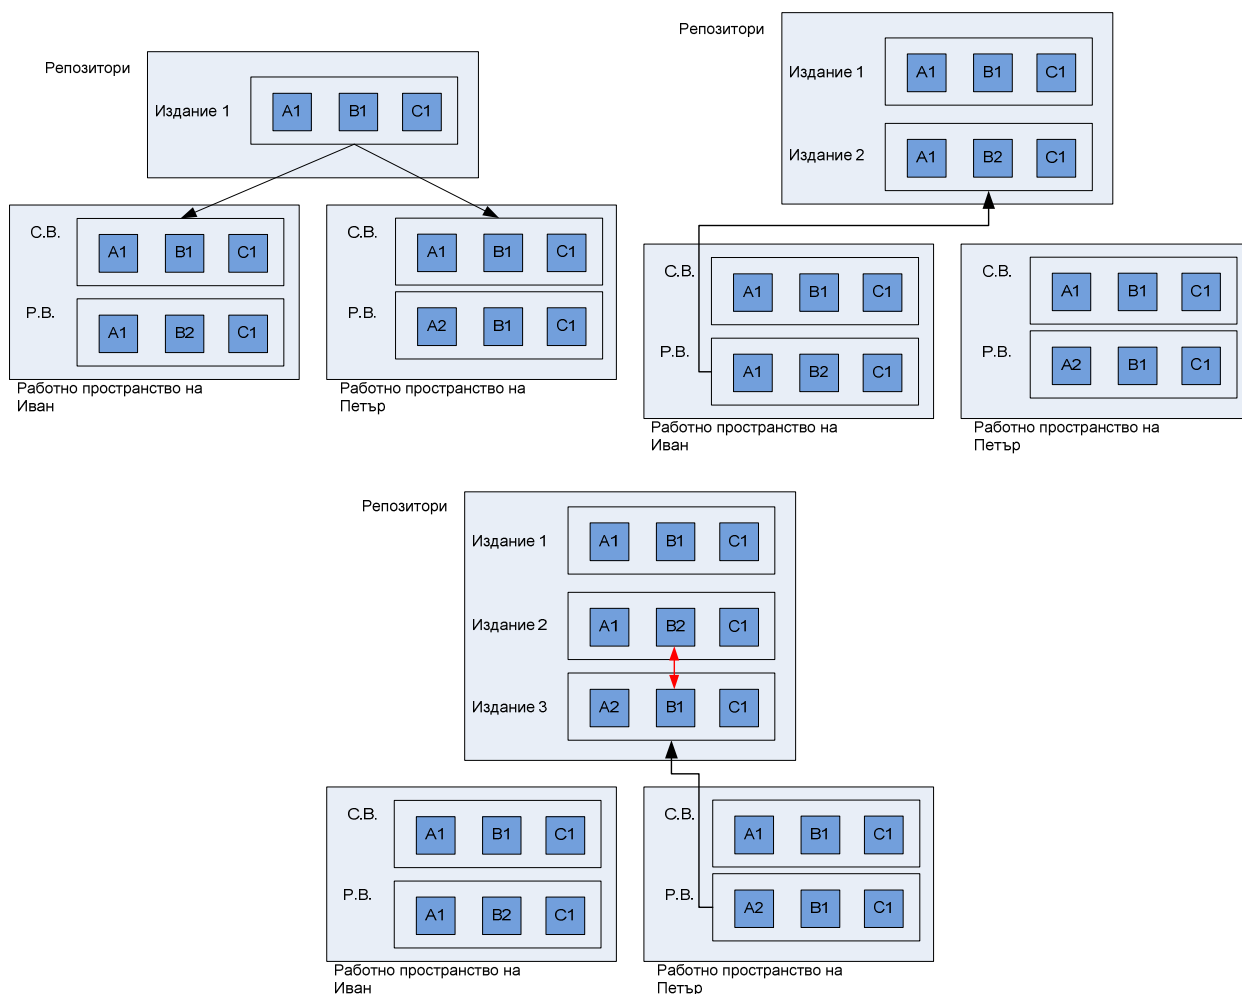 Репозитори
Издание 1
A1 B1 C1
С.В.
A1 B1 C1
Р.В.
A1 B2 C1
Работно пространство на
Иван
С.В.
A1 B1 C1
Р.В.
A2 B1 C1
Работно пространство на
Петър
Репозитори
Издание 1
A1 B1 C1
Издание 2
A1 B2 C1
С.В.
A1 B1 C1
Р.В.
A1 B2 C1
Работно пространство на
Иван
С.В.
A1 B1 C1
Р.В.
A2 B1 C1
Работно пространство на
Петър
Репозитори
Издание 1
A1 B1 C1
Издание 2
A1 B2 C1
Издание 3
A2 B1 C1
С.В.
A1 B1 C1
Р.В.
A1 B2 C1
Работно пространство на
Иван
С.В.
A1 B1 C1
Р.В.
A2 B1 C1
Работно пространство на
Петър